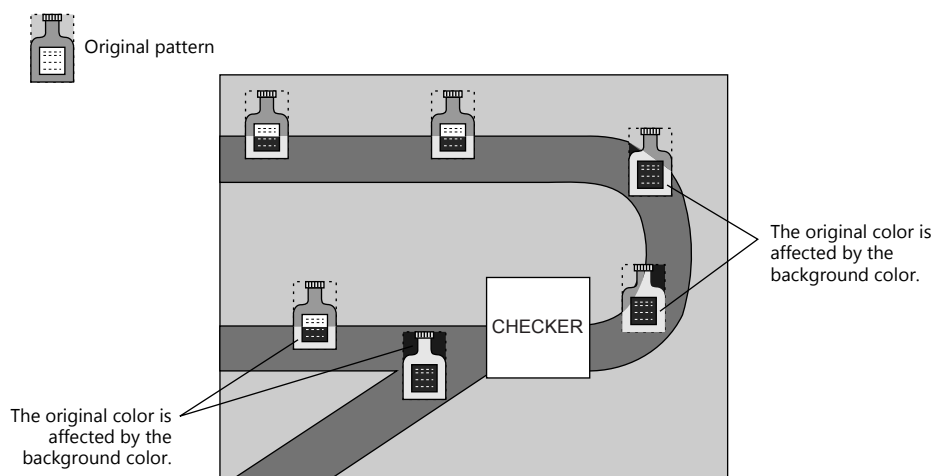 Original pattern
The original color is
affected by the
background color.
CHECKER
The original color is
affected by the
background color.